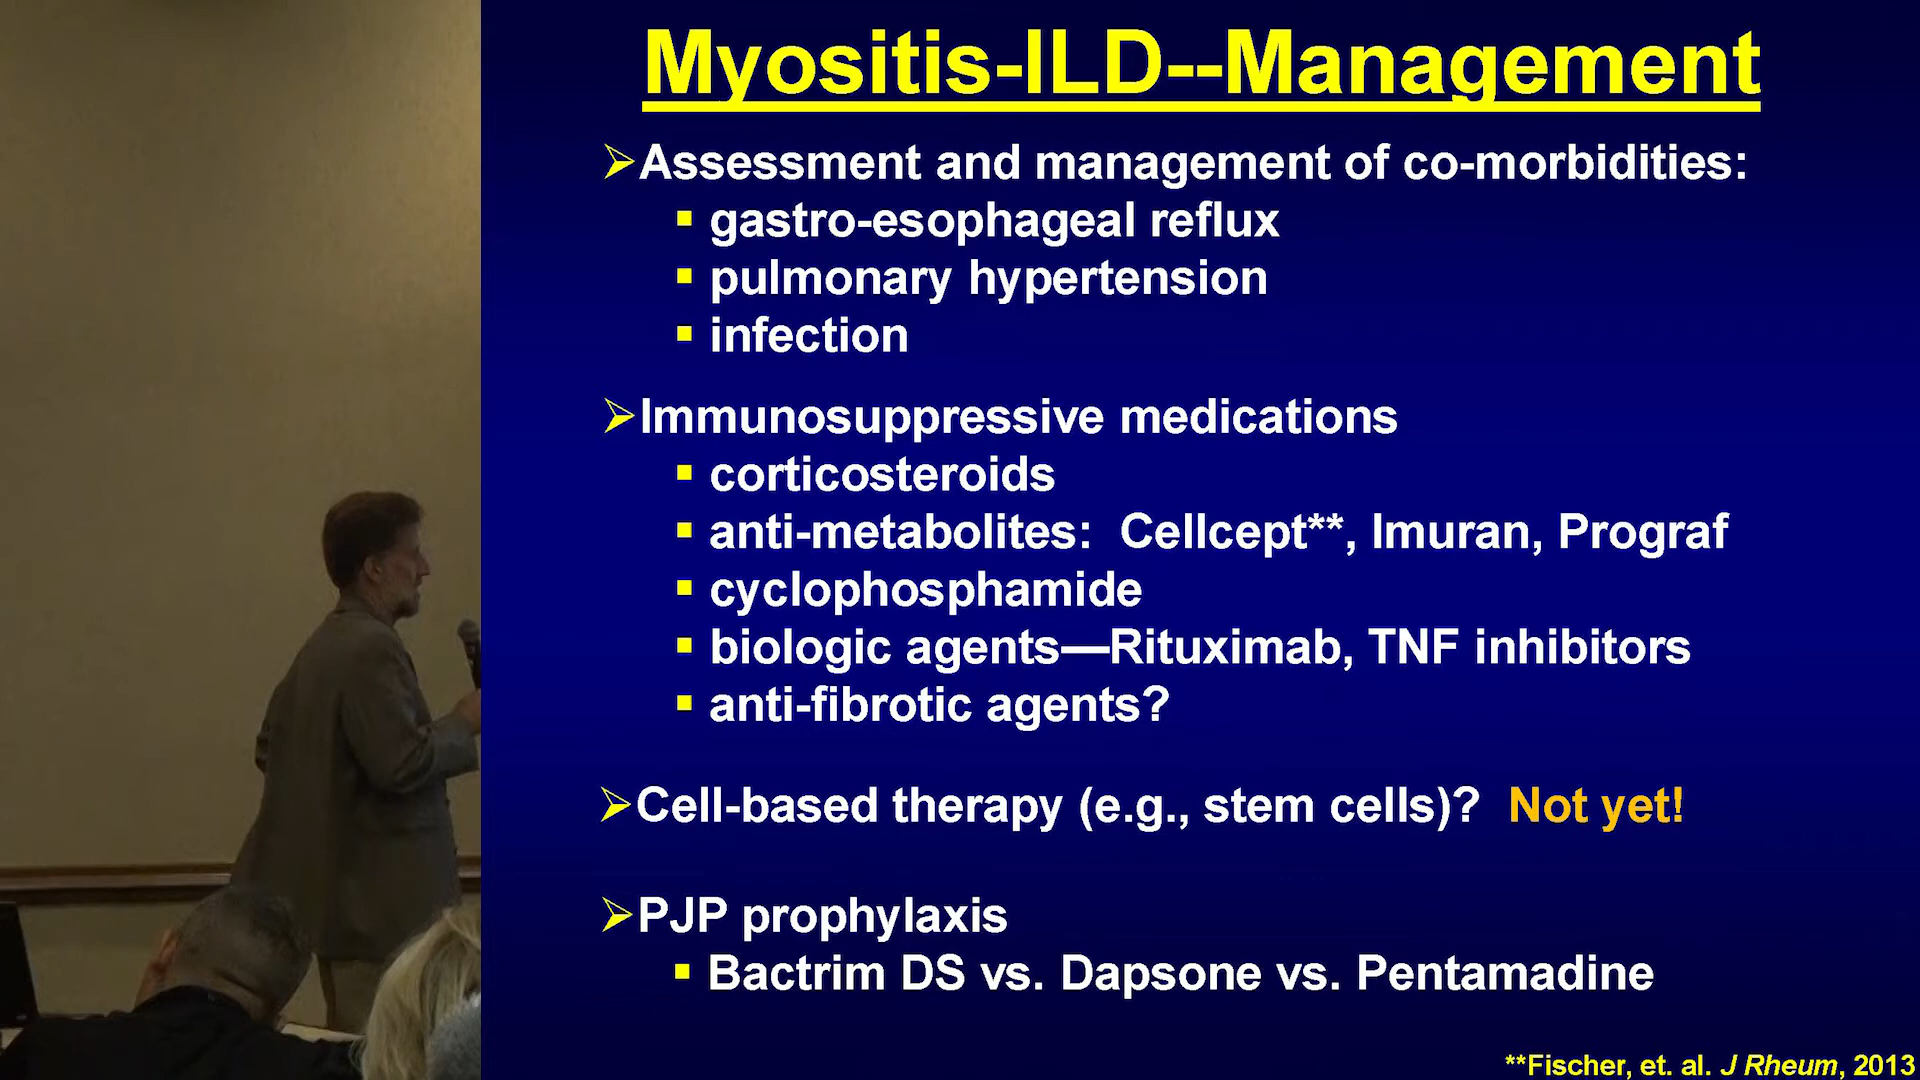 Myositis-ILD--Management
➢Assessment and management of co-morbidities:
▪ gastro-esophageal reflux
▪ pulmonary hypertension
▪ infection
➢Immunosuppressive medications
▪ corticosteroids
▪ anti-metabolites: Cellcept**, Imuran, Prograf
▪ cyclophosphamide
▪ biologic agents—Rituximab, TNF inhibitors
▪ anti-fibrotic agents?
➢Cell-based therapy (e.g., stem cells)? Not yet!
➢PJP prophylaxis
▪ Bactrim DS vs. Dapsone vs. Pentamadine
**Fischer, et. al. J Rheum, 2013